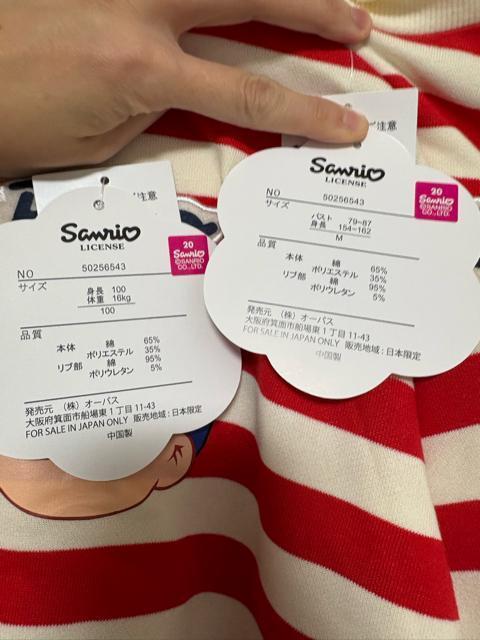 注意
Sanrio
LICENSE
20
©SANRIO
CO.,LTD.
NO 50256543
サイズ
身長 100
体重 16kg
100
品質
本体 綿 65%
ポリエステル 35%
リブ部 綿 95%
ポリウレタン 5%
発売元 (株)オーパス
大阪府箕面市船場東1丁目11-43
FOR SALE IN JAPAN ONLY 販売地域:日本限定
中国製
ご注意
Sanrio
LICENSE
20
©SANRIO
CO.,LTD.
NO 50256543
サイズ
バスト 79~87
身長 154~162
M
品質
本体 綿 65%
ポリエステル 35%
リブ部 綿 95%
ポリウレタン 5%
発売元 (株)オーパス
大阪府箕面市船場東1丁目11-43
FOR SALE IN JAPAN ONLY 販売地域:日本限定
中国製